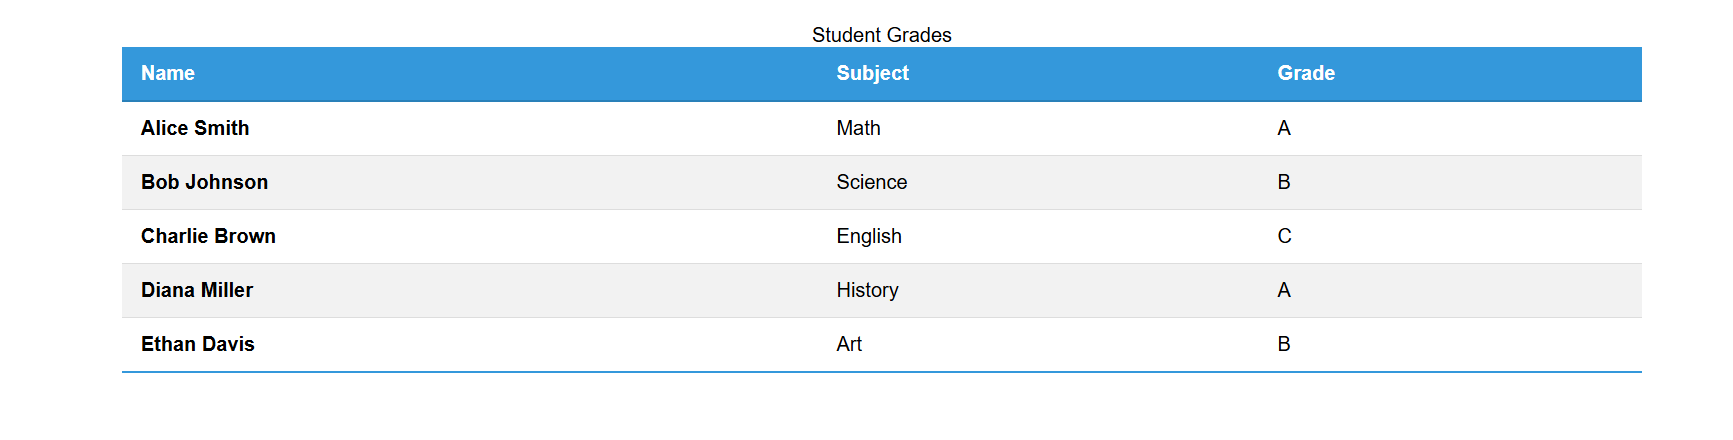 Student Grades
Name Subject Grade
Alice Smith Math A
Bob Johnson Science B
Charlie Brown English C
Diana Miller History A
Ethan Davis Art B